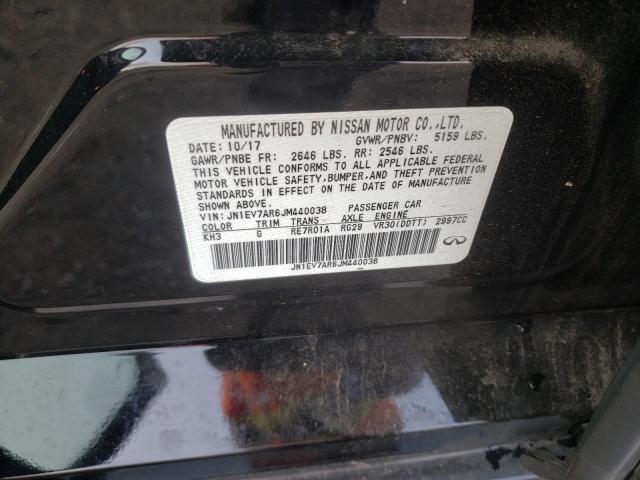 MANUFACTURED BY NISSAN MOTOR CO.,LTD.
DATE: 10/17 GVWR/PNBV: 5159 LBS.
GAWR/PNBE FR: 2646 LBS. RR: 2546 LBS.
THIS VEHICLE CONFORMS TO ALL APPLICABLE FEDERAL
MOTOR VEHICLE SAFETY,BUMPER,AND THEFT PREVENTION
STANDARDS IN EFFECT ON THE DATE OF MANUFACTURE
SHOWN ABOVE.
VIN: JN1EV7AR6JM440038 PASSENGER CAR
COLOR TRIM TRANS AXLE ENGINE
KH3 G RE7R01A RG29 VR30(DDTT) 2997CC
JN1EV7AR6JM440038